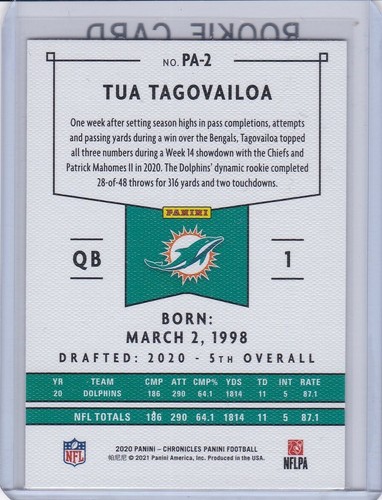 ROOKIE CARD
NO. PA-2
TUA TAGOVAILOA
One week after setting season highs in pass completions, attempts
and passing yards during a win over the Bengals, Tagovailoa topped
all three numbers during a Week 14 showdown with the Chiefs and
Patrick Mahomes II in 2020. The Dolphins' dynamic rookie completed
28-of-48 throws for 316 yards and two touchdowns.
PANINI
QB
1
BORN:
MARCH 2, 1998
DRAFTED: 2020 - 5TH OVERALL
YR TEAM CMP ATT CMP% YDS TD INT RATE
20 DOLPHINS 186 290 64.1 1814 11 5 87.1
NFL TOTALS 186 290 64.1 1814 11 5 87.1
NFL
2020 PANINI – CHRONICLES PANINI FOOTBALL
帕尼尼 © 2021 Panini America, Inc. Produced in the USA.
NFLPA